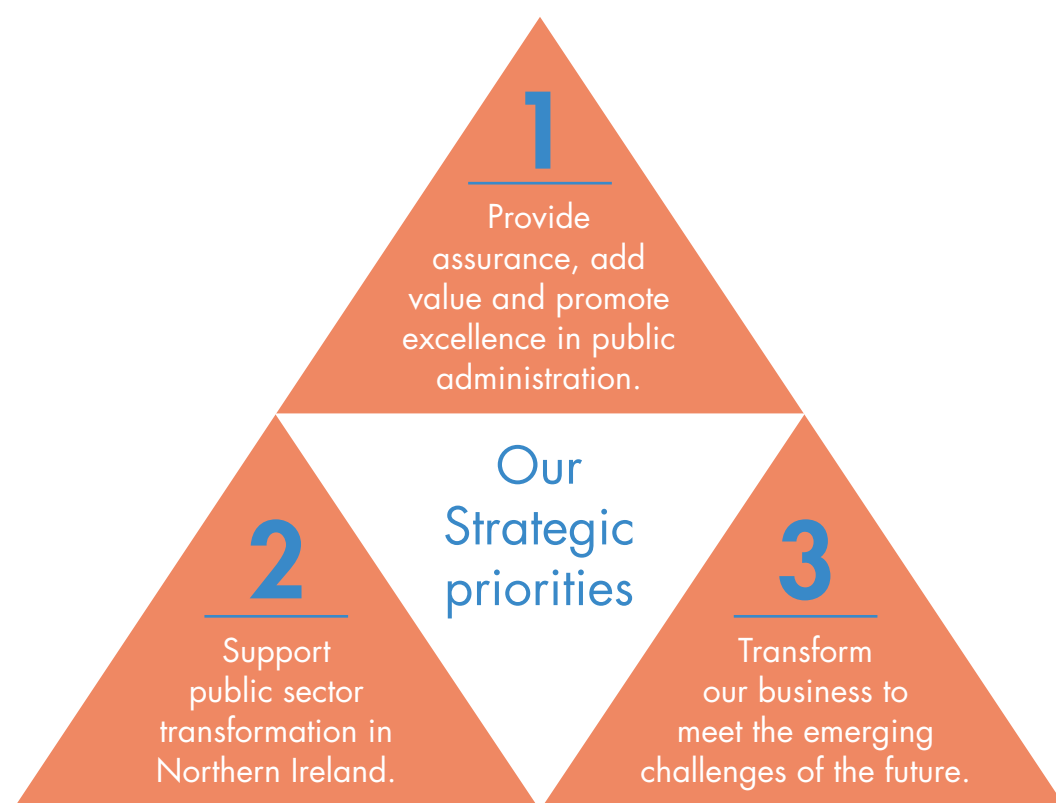 1
Provide
assurance, add
value and promote
excellence in public
administration.
Our
Strategic
priorities
2
Support
public sector
transformation in
Northern Ireland.
3
Transform
our business to
meet the emerging
challenges of the future.